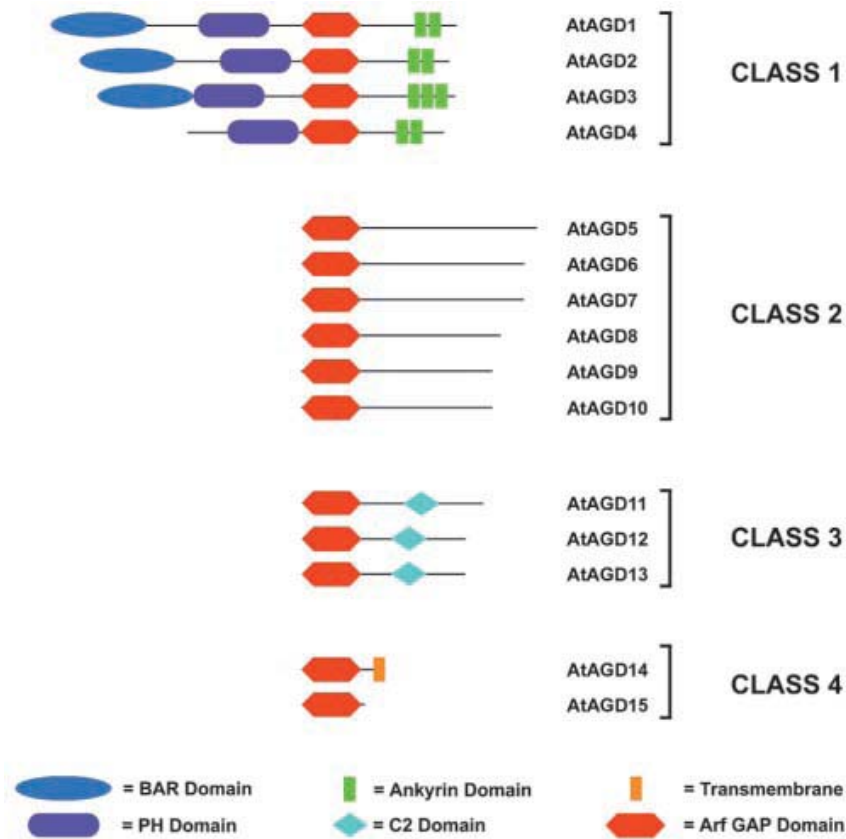 AtAGD1
AtAGD2
AtAGD3
AtAGD4
CLASS 1
AtAGD5
AtAGD6
AtAGD7
AtAGD8
AtAGD9
AtAGD10
CLASS 2
AtAGD11
AtAGD12
AtAGD13
CLASS 3
AtAGD14
AtAGD15
CLASS 4
= BAR Domain
= Ankyrin Domain
= Transmembrane
= PH Domain
= C2 Domain
= Arf GAP Domain